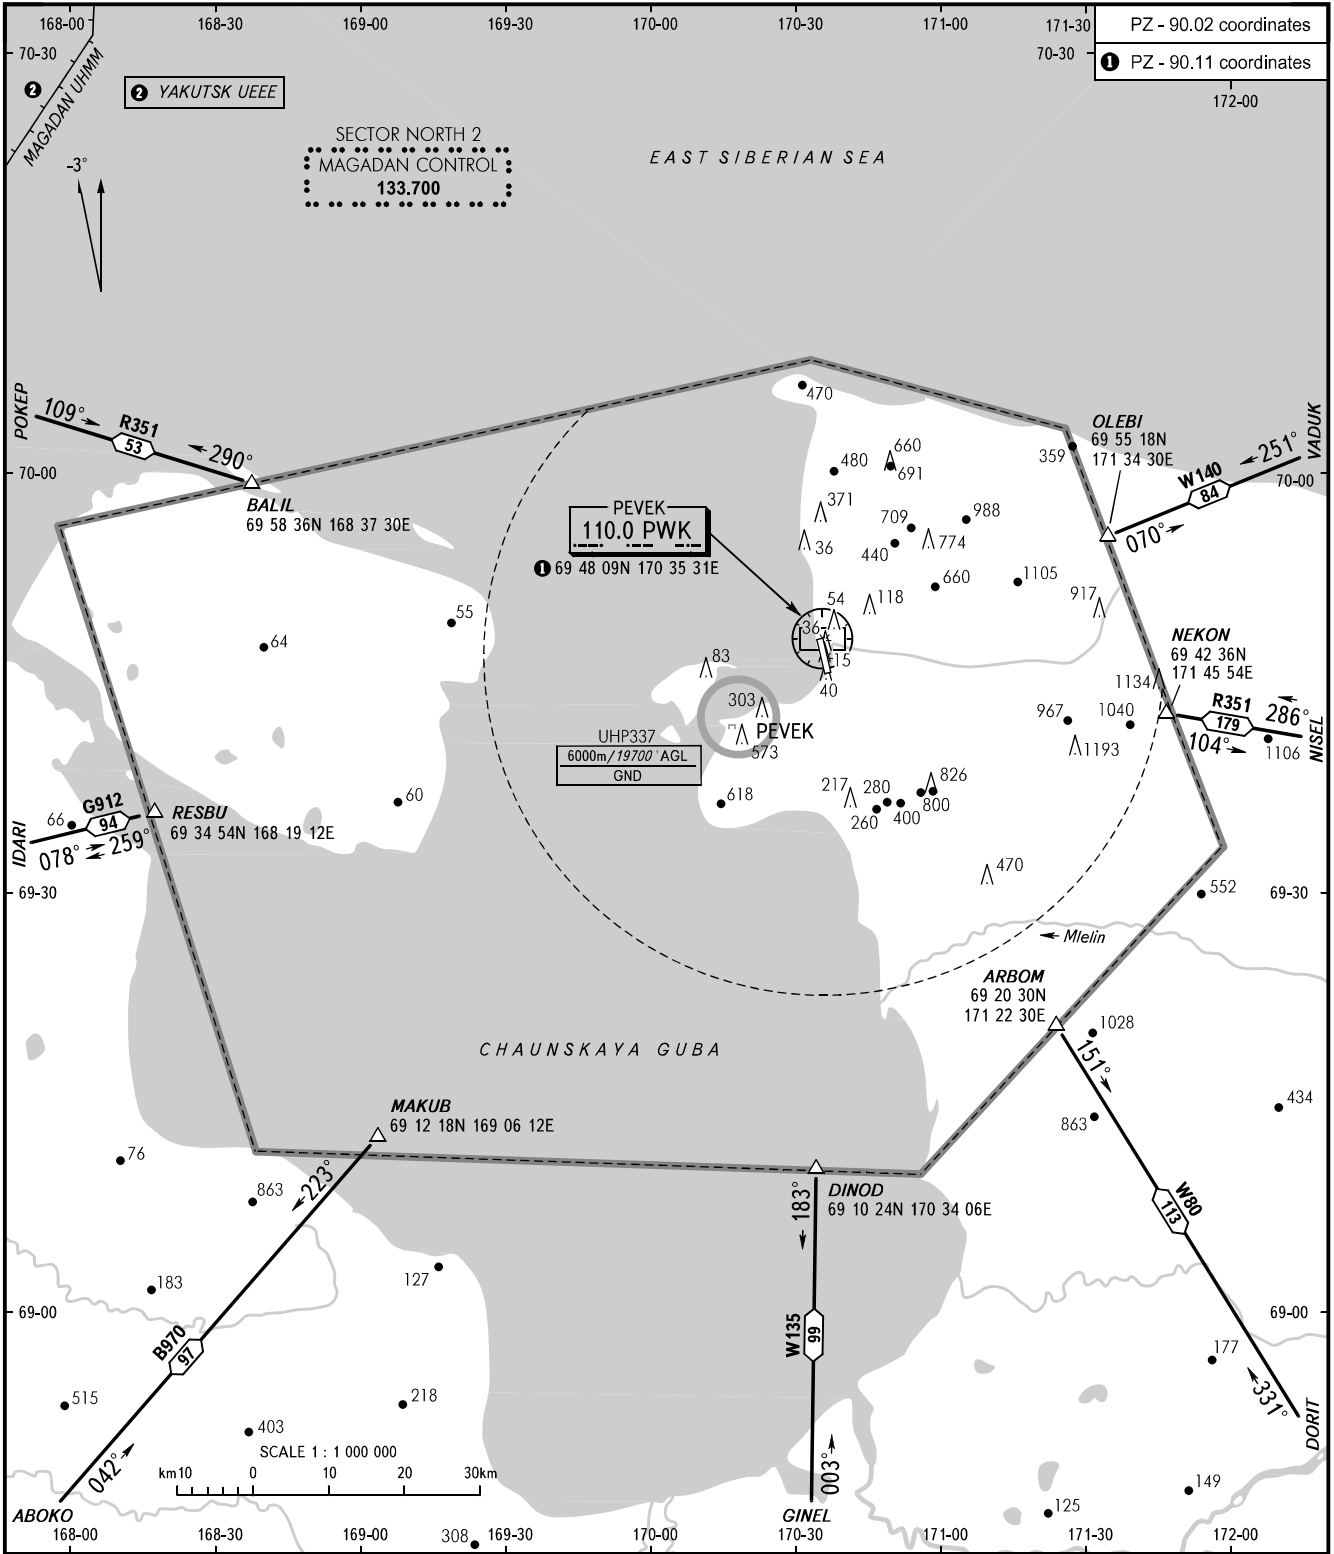 168-00
168-30
169-00
169-30
170-00
170-30
171-00
171-30
PZ - 90.02 coordinates
70-30
70-30
❶ PZ - 90.11 coordinates
172-00
❷
MAGADAN UHMM
❷ YAKUTSK UEEE
-3°
SECTOR NORTH 2
MAGADAN CONTROL
133.700
EAST SIBERIAN SEA
POKEP
109°
R351
53
290°
70-00
BALIL
69 58 36N 168 37 30E
470
OLEBI
69 55 18N
171 34 30E
VADUK
251°
W140
84
070°
70-00
359
660
691
480
371
36
709
440
988
774
660
1105
118
917
PEVEK
110.0 PWK
❶ 69 48 09N 170 35 31E
54
36
15
40
55
64
83
303
PEVEK
573
UHP337
6000m/19700'AGL
GND
NEKON
69 42 36N
171 45 54E
1134
R351
179
286°
104°
NISEL
1106
967
1040
1193
826
800
217
280
260
400
618
60
66
G912
94
IDARI
078°
259°
RESBU
69 34 54N 168 19 12E
69-30
69-30
470
552
Mlelin
ARBOM
69 20 30N
171 22 30E
1028
CHAUNSKAYA GUBA
151°
434
863
MAKUB
69 12 18N 169 06 12E
76
863
223°
183°
DINOD
69 10 24N 170 34 06E
W80
113
183
127
69-00
69-00
B970
97
W135
99
177
331°
DORIT
515
403
218
SCALE 1 : 1 000 000
km10
0
10
20
30km
042°
003°
149
125
ABOKO
GINEL
308
168-00
168-30
169-00
169-30
170-00
170-30
171-00
171-30
172-00